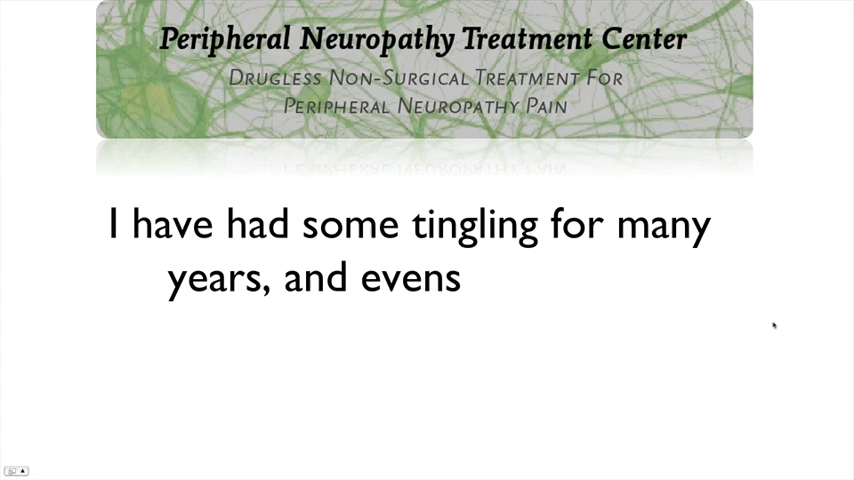 Peripheral Neuropathy Treatment Center
Drugless Non-Surgical Treatment For
Peripheral Neuropathy Pain
I have had some tingling for many
years, and evens